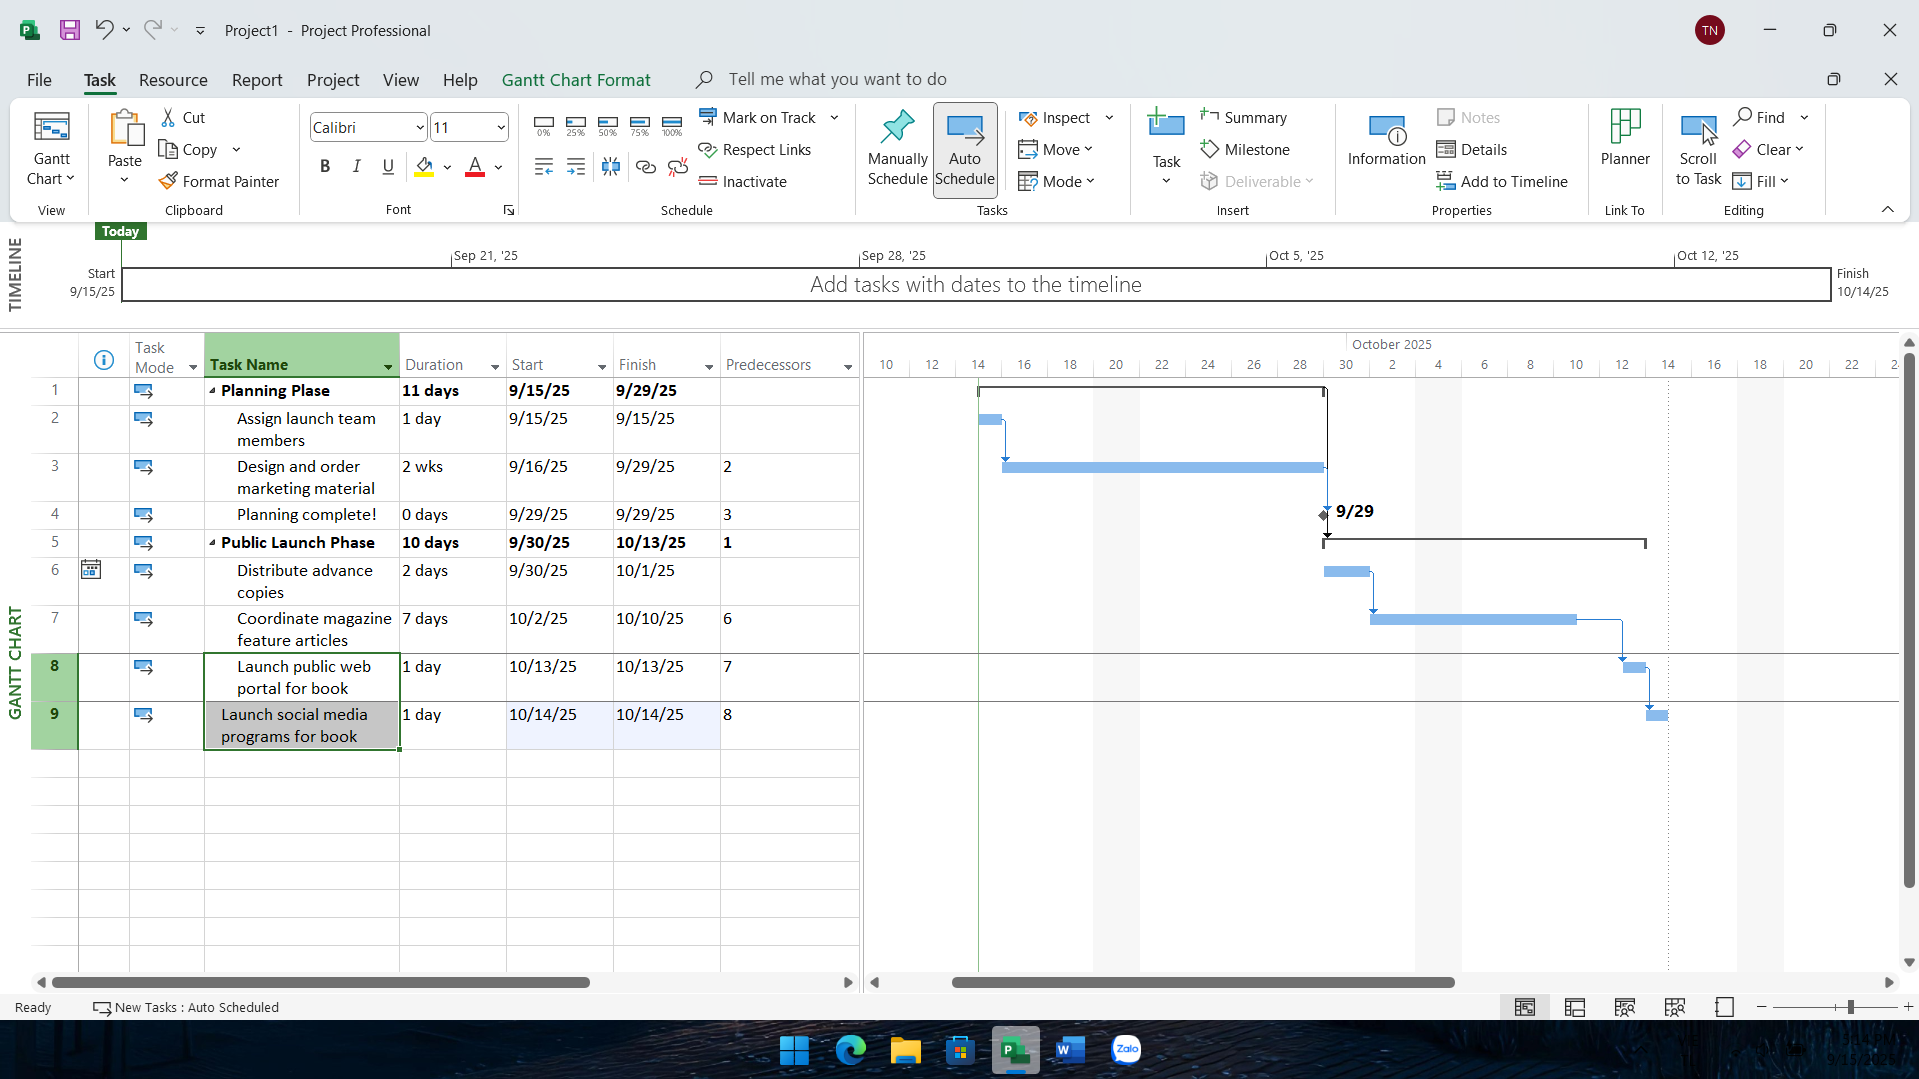 Project1 - Project Professional
TN
File Task Resource Report Project View Help Gantt Chart Format Tell me what you want to do
Gantt Chart
View
Paste
Cut
Copy
Format Painter
Clipboard
Calibri 11
B I U A
Font
0% 25% 50% 75% 100%
Mark on Track
Respect Links
Inactivate
Schedule
Manually Schedule
Auto Schedule
Inspect
Move
Mode
Tasks
Task
Summary
Milestone
Deliverable
Insert
Information
Notes
Details
Add to Timeline
Properties
Planner
Link To
Scroll to Task
Find
Clear
Fill
Editing
TIMELINE
Today
Start
9/15/25
Sep 21, '25 Sep 28, '25 Oct 5, '25 Oct 12, '25
Add tasks with dates to the timeline
Finish
10/14/25
GANTT CHART
Task Mode Task Name Duration Start Finish Predecessors
1 Planning Plase 11 days 9/15/25 9/29/25
2 Assign launch team members 1 day 9/15/25 9/15/25
3 Design and order marketing material 2 wks 9/16/25 9/29/25 2
4 Planning complete! 0 days 9/29/25 9/29/25 3
5 Public Launch Phase 10 days 9/30/25 10/13/25 1
6 Distribute advance copies 2 days 9/30/25 10/1/25
7 Coordinate magazine feature articles 7 days 10/2/25 10/10/25 6
8 Launch public web portal for book 1 day 10/13/25 10/13/25 7
9 Launch social media programs for book 1 day 10/14/25 10/14/25 8
October 2025
10 12 14 16 18 20 22 24 26 28 30 2 4 6 8 10 12 14 16 18 20 22
9/29
Ready New Tasks : Auto Scheduled
Zalo